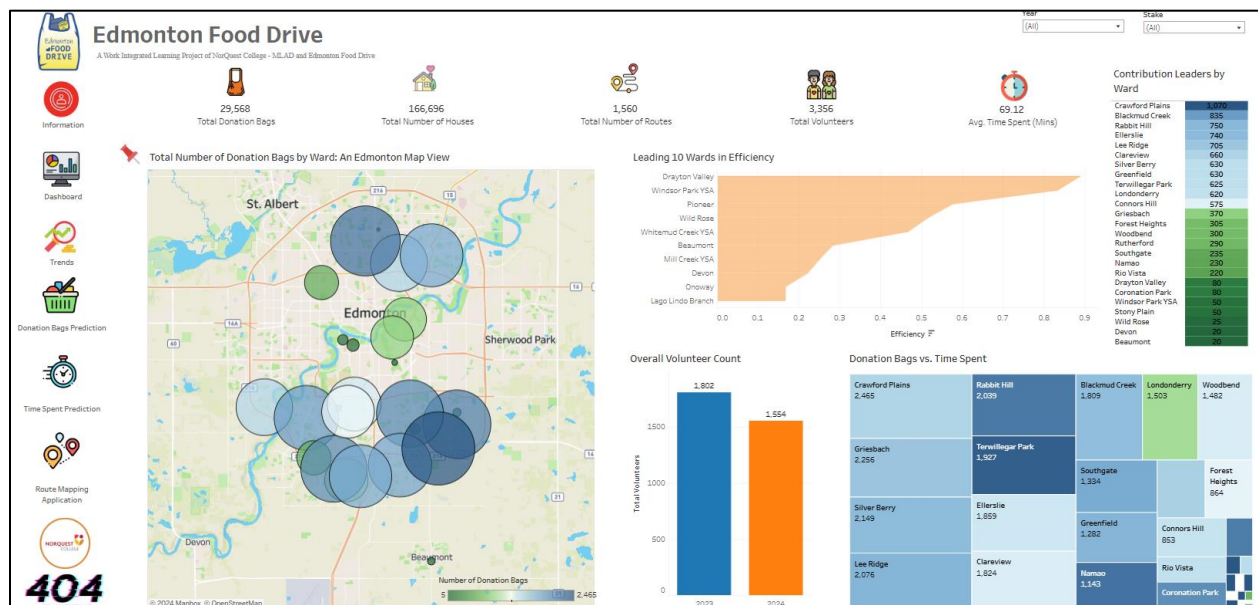 Edmonton
FOOD
DRIVE
Edmonton Food Drive
A Work Integrated Learning Project of NorQuest College - MLAD and Edmonton Food Drive
Year
(All)
Stake
(All)
Information
Dashboard
Trends
Donation Bags Prediction
Time Spent Prediction
Route Mapping
Application
NORQUEST
COLLEGE
404
29,568
Total Donation Bags
166,696
Total Number of Houses
1,560
Total Number of Routes
3,356
Total Volunteers
69.12
Avg. Time Spent (Mins)
Contribution Leaders by
Ward
Crawford Plains 1,070
Blackmud Creek 835
Rabbit Hill 750
Ellerslie 740
Lee Ridge 705
Clareview 660
Silver Berry 630
Greenfield 630
Terwillegar Park 625
Londonderry 620
Connors Hill 575
Griesbach 370
Forest Heights 305
Woodbend 300
Rutherford 290
Southgate 235
Namao 230
Rio Vista 220
Drayton Valley 80
Coronation Park 80
Windsor Park YSA 50
Stony Plain 50
Wild Rose 25
Devon 20
Beaumont 20
Total Number of Donation Bags by Ward: An Edmonton Map View
St. Albert
216
15
16
14
Edmonton
16A
60
Sherwood Park
14
21
Devon
Beaumont
Number of Donation Bags
5 2,465
© 2024 Mapbox © OpenStreetMap
Leading 10 Wards in Efficiency
Drayton Valley
Windsor Park YSA
Pioneer
Wild Rose
Whitemud Creek YSA
Beaumont
Mill Creek YSA
Devon
Onoway
Lago Lindo Branch
0.0 0.1 0.2 0.3 0.4 0.5 0.6 0.7 0.8 0.9
Efficiency
Overall Volunteer Count
Total Volunteers
1500
1000
500
0
1,802
1,554
2023
2024
Donation Bags vs. Time Spent
Crawford Plains
2,465
Griesbach
2,256
Silver Berry
2,149
Lee Ridge
2,076
Rabbit Hill
2,039
Terwillegar Park
1,927
Ellerslie
1,859
Clareview
1,824
Blackmud Creek
1,809
Southgate
1,334
Greenfield
1,282
Namao
1,143
Londonderry
1,503
Woodbend
1,482
Forest
Heights
864
Connors Hill
853
Rio Vista
Coronation Park